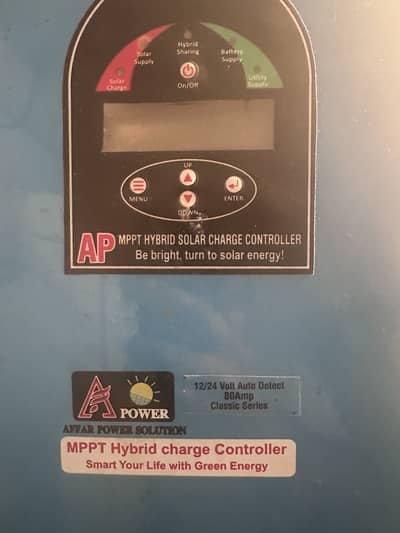 Hybrid
Sharing
Solar
Supply
Battery
Supply
Solar
Charge
On/Off
Utility
Supply
UP
MENU
ENTER
DOWN
AP MPPT HYBRID SOLAR CHARGE CONTROLLER
Be bright, turn to solar energy!
A POWER
AFFAR POWER SOLUTION
12/24 Volt Auto Detect
80Amp
Classic Series
MPPT Hybrid charge Controller
Smart Your Life with Green Energy